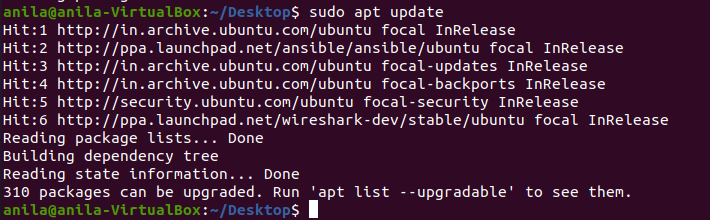 anila@anila-VirtualBox:~/Desktop$ sudo apt update
Hit:1 http://in.archive.ubuntu.com/ubuntu focal InRelease
Hit:2 http://ppa.launchpad.net/ansible/ansible/ubuntu focal InRelease
Hit:3 http://in.archive.ubuntu.com/ubuntu focal-updates InRelease
Hit:4 http://in.archive.ubuntu.com/ubuntu focal-backports InRelease
Hit:5 https://security.ubuntu.com/ubuntu focal-security InRelease
Hit:6 http://ppa.launchpad.net/wireshark-dev/stable/ubuntu focal InRelease
Reading package lists... Done
Building dependency tree
Reading state information... Done
310 packages can be upgraded. Run 'apt list --upgradable' to see them.
anila@anila-VirtualBox:~/Desktop$